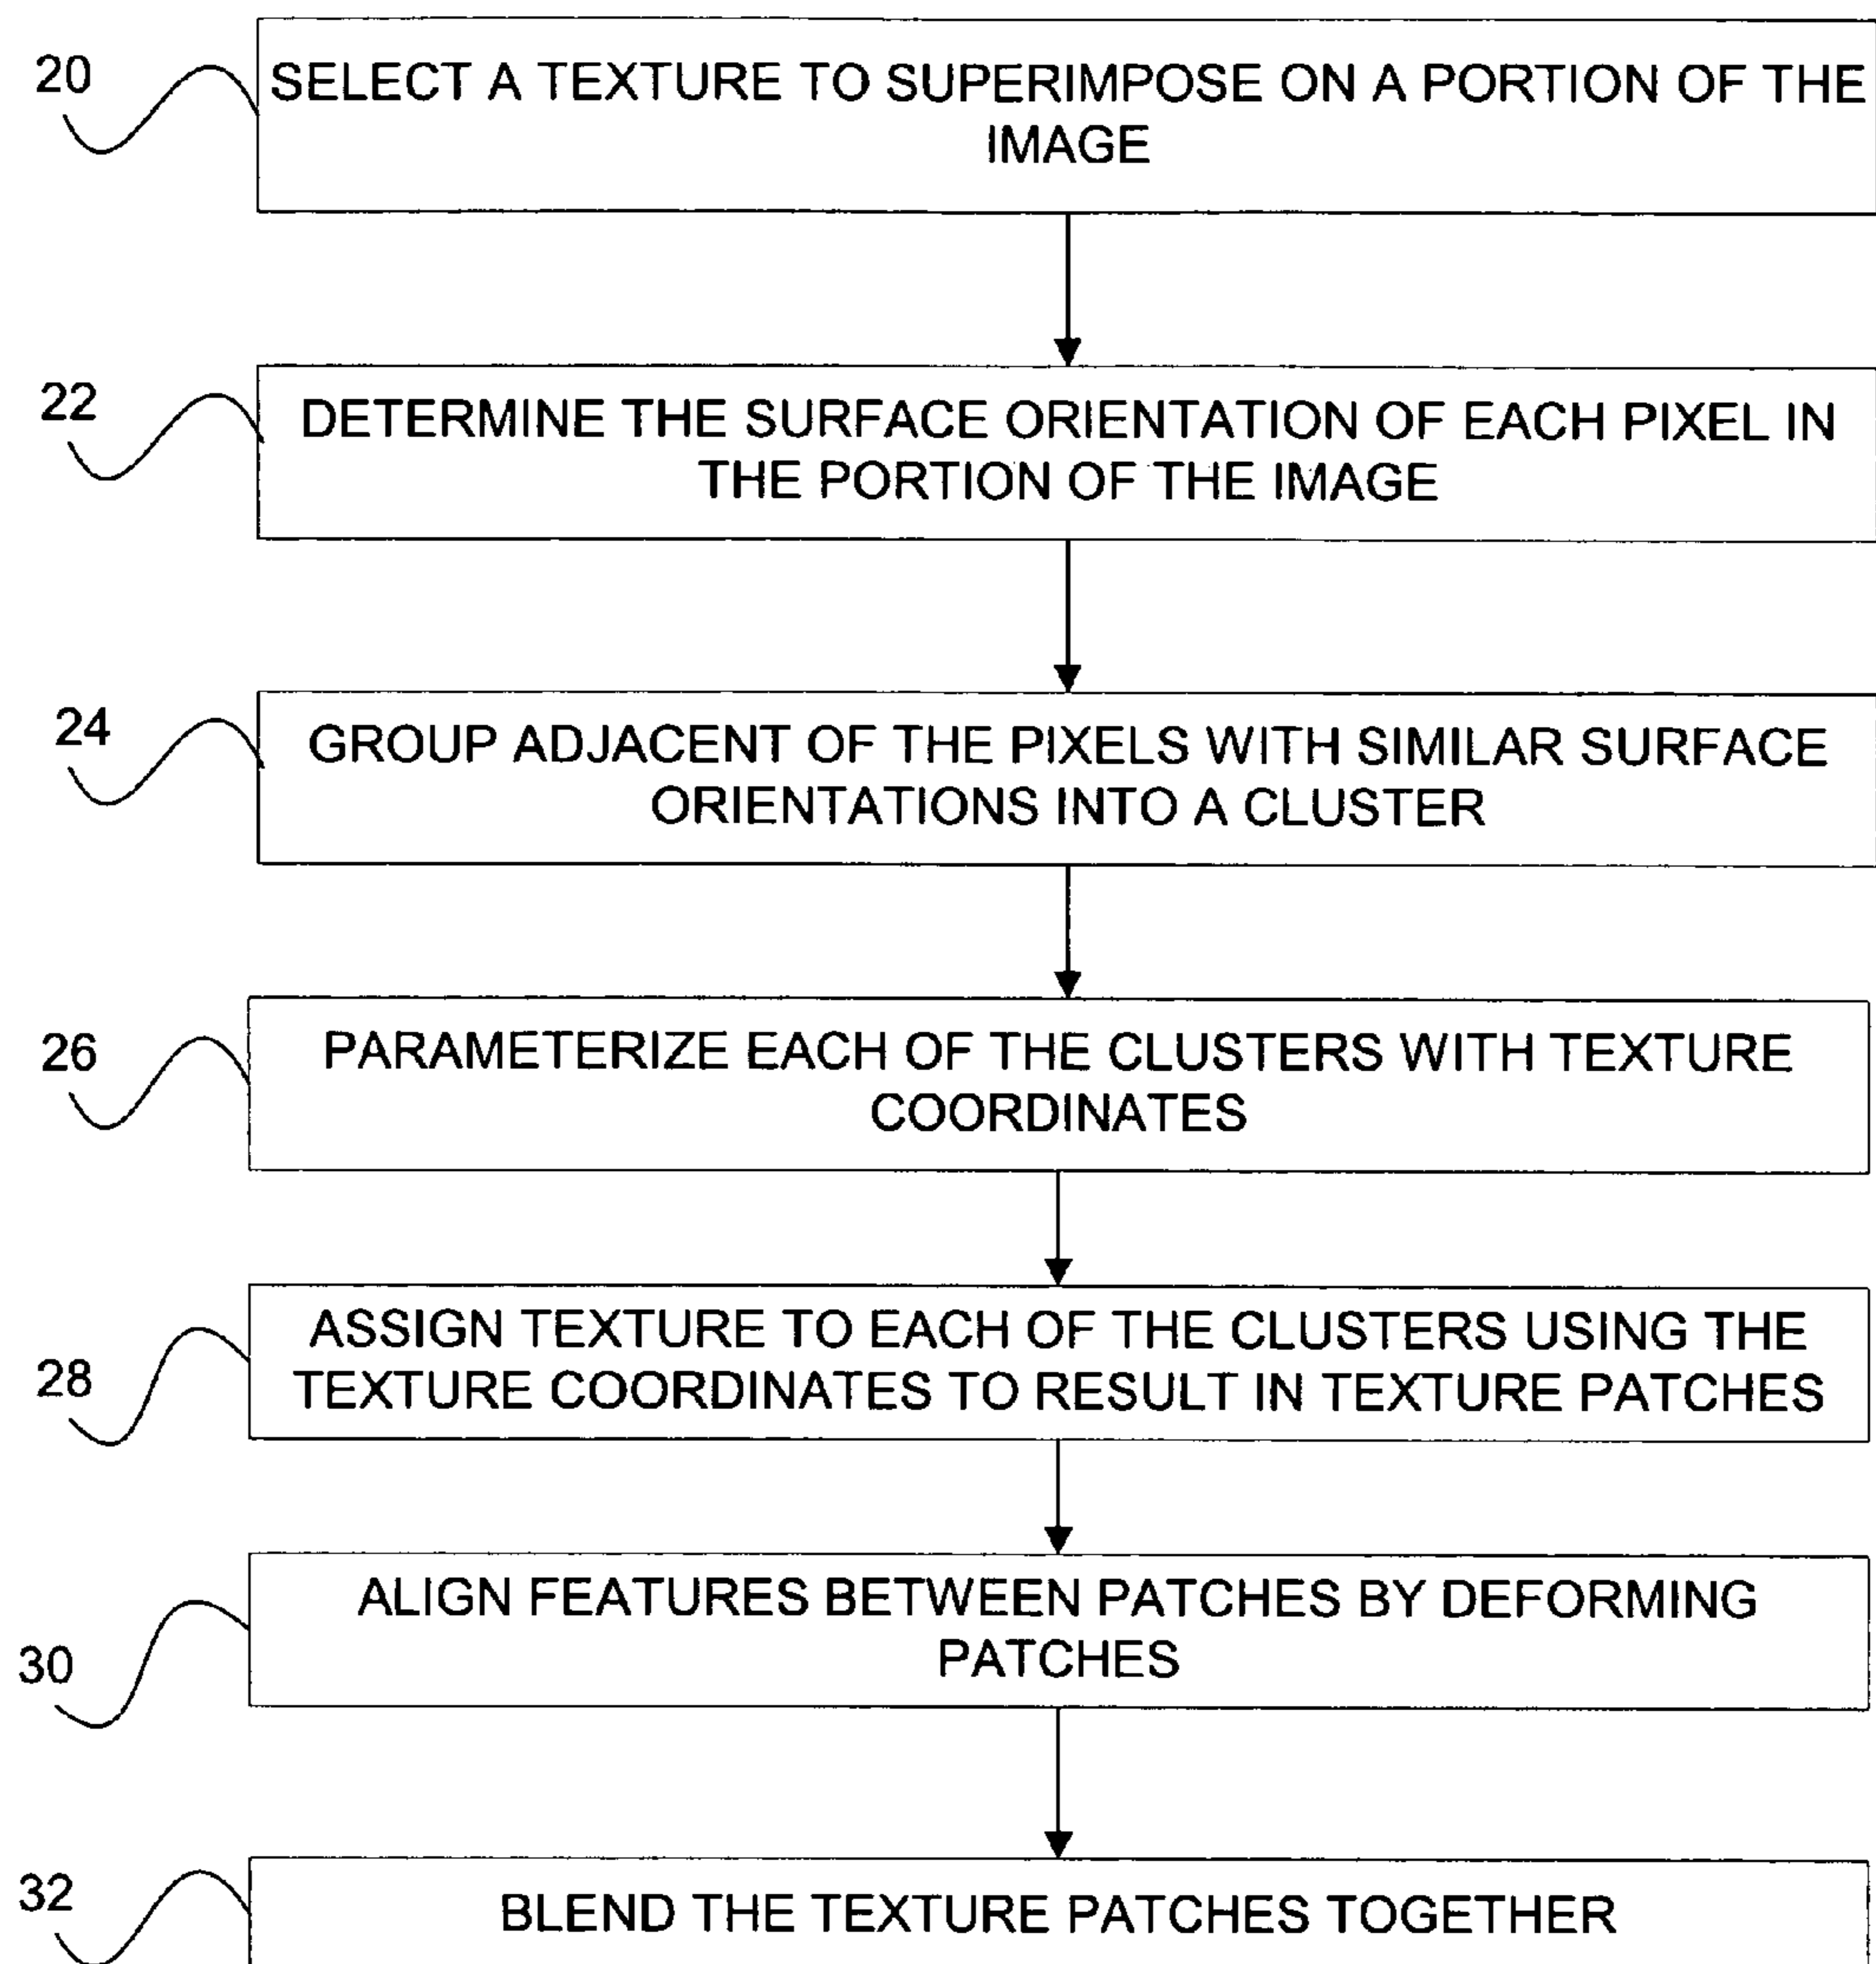 20
SELECT A TEXTURE TO SUPERIMPOSE ON A PORTION OF THE
IMAGE
22
DETERMINE THE SURFACE ORIENTATION OF EACH PIXEL IN
THE PORTION OF THE IMAGE
24
GROUP ADJACENT OF THE PIXELS WITH SIMILAR SURFACE
ORIENTATIONS INTO A CLUSTER
26
PARAMETERIZE EACH OF THE CLUSTERS WITH TEXTURE
COORDINATES
28
ASSIGN TEXTURE TO EACH OF THE CLUSTERS USING THE
TEXTURE COORDINATES TO RESULT IN TEXTURE PATCHES
30
ALIGN FEATURES BETWEEN PATCHES BY DEFORMING
PATCHES
32
BLEND THE TEXTURE PATCHES TOGETHER